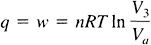 q = w = nRT ln V₃/Vₐ